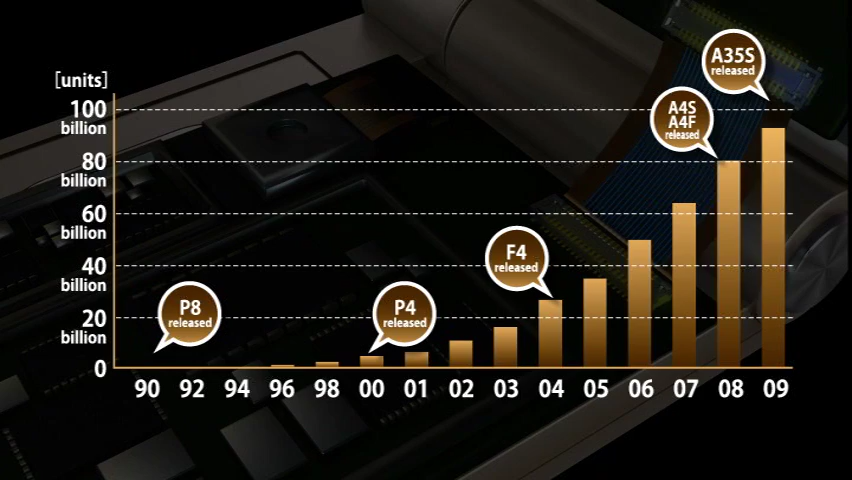 [units]
100
billion
80
billion
60
billion
40
billion
20
billion
0
P8
released
P4
released
F4
released
A4S
A4F
released
A35S
released
90 92 94 96 98 00 01 02 03 04 05 06 07 08 09